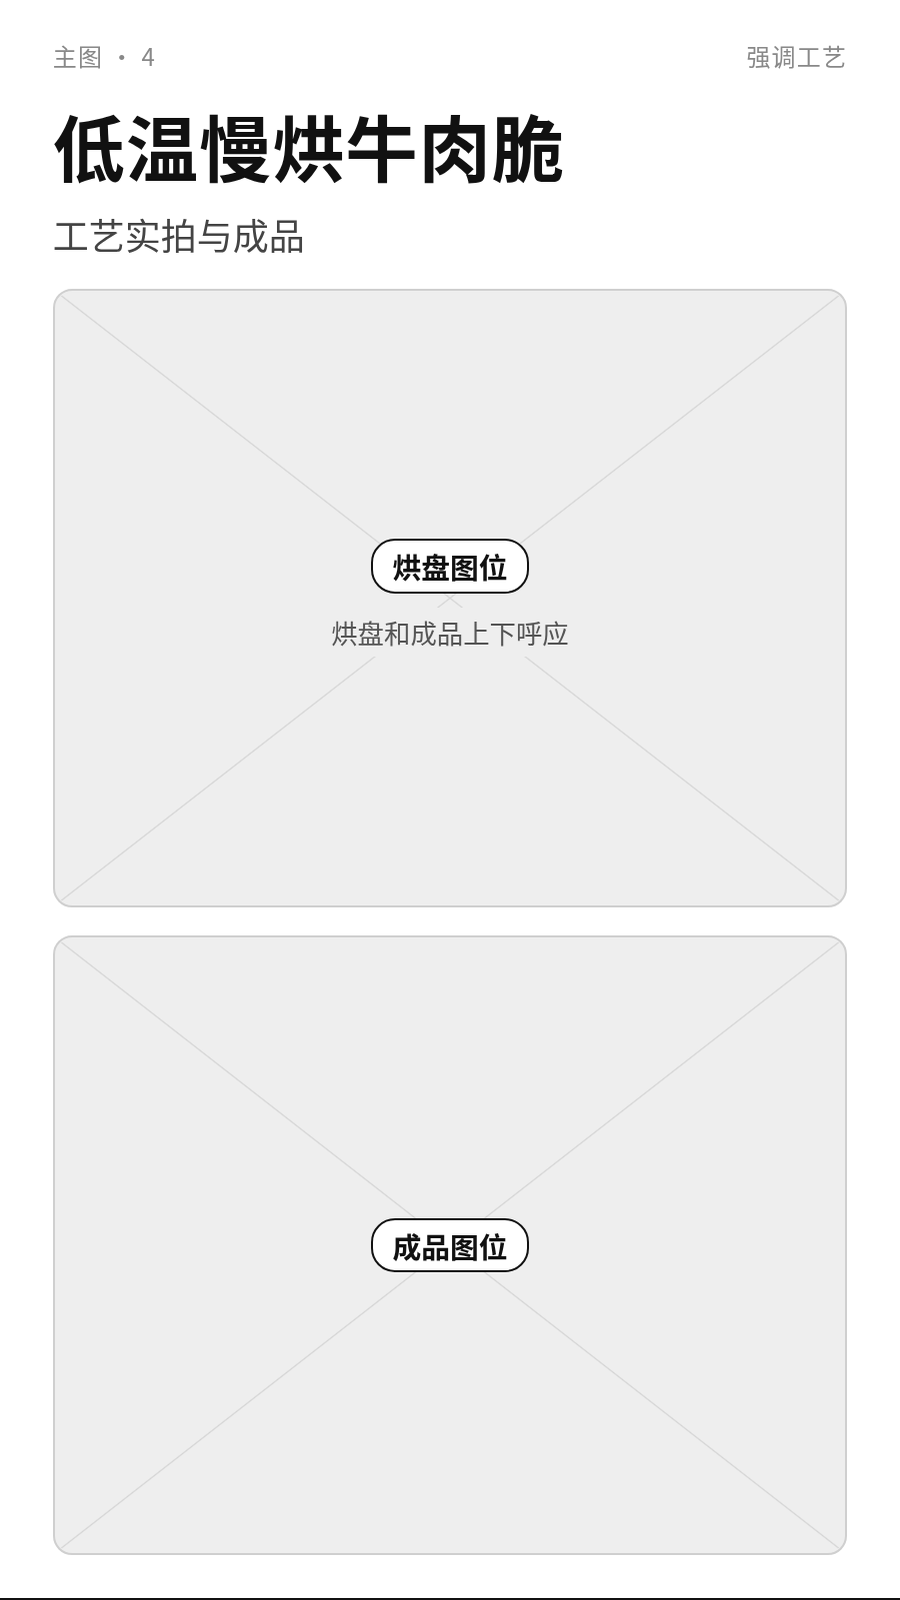 主图 · 4
强调工艺
低温慢烘牛肉脆
工艺实拍与成品
烘盘图位
烘盘和成品上下呼应
成品图位